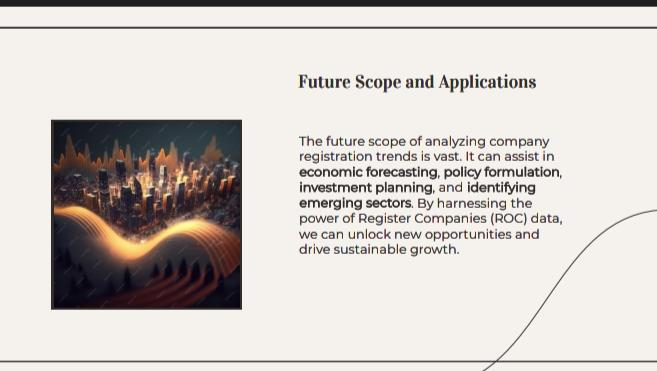 Future Scope and Applications
The future scope of analyzing company
registration trends is vast. It can assist in
economic forecasting, policy formulation,
investment planning, and identifying
emerging sectors. By harnessing the
power of Register Companies (ROC) data,
we can unlock new opportunities and
drive sustainable growth.